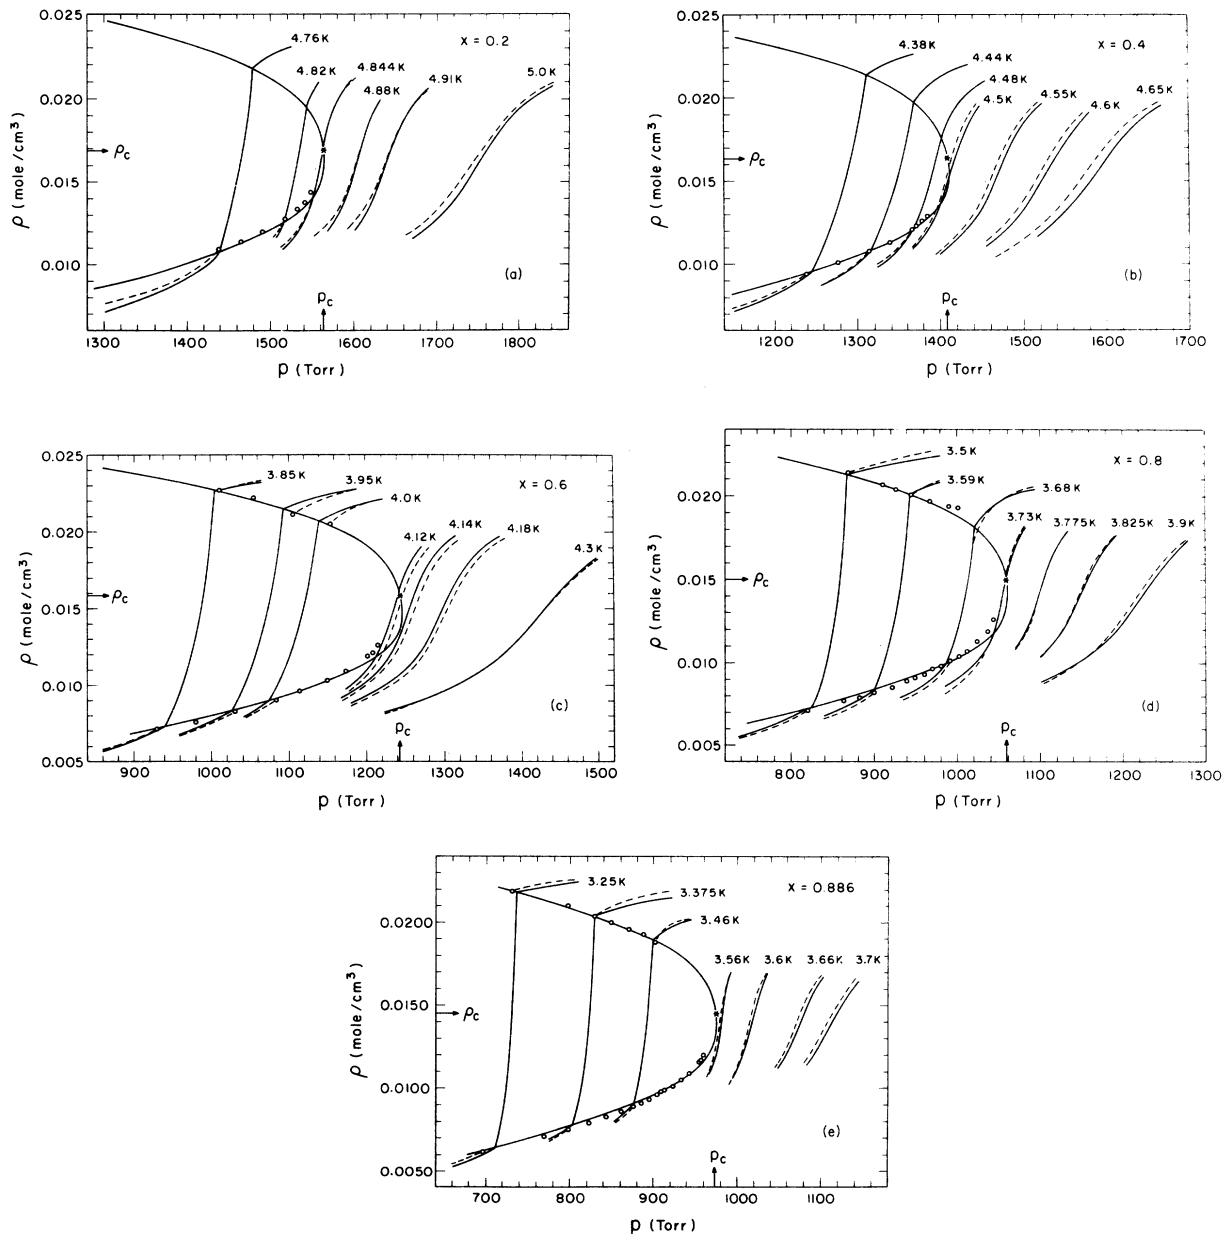 0.025
0.020
0.015
0.010
ρ (mole/cm³)
ρc
4.76K
4.82K
4.844K
4.88K
4.91K
5.0K
X = 0.2
(a)
pc
1300 1400 1500 1600 1700 1800
p (Torr)
0.025
0.020
0.015
0.010
ρ (mole/cm³)
ρc
4.38K
4.44K
4.48K
4.5K
4.55K
4.6K
4.65K
X = 0.4
(b)
pc
1200 1300 1400 1500 1600 1700
p (Torr)
0.025
0.020
0.015
0.010
0.005
ρ (mole/cm³)
ρc
3.85K
3.95K
4.0K
4.12K
4.14K
4.18K
4.3K
X = 0.6
(c)
pc
900 1000 1100 1200 1300 1400 1500
p (Torr)
0.020
0.015
0.010
0.005
ρ (mole/cm³)
ρc
3.5K
3.59K
3.68K
3.73K
3.775K
3.825K
3.9K
X = 0.8
(d)
pc
800 900 1000 1100 1200 1300
p (Torr)
0.0200
0.0150
0.0100
0.0050
ρ (mole/cm³)
ρc
3.25K
3.375K
3.46K
3.56K
3.6K
3.66K
3.7K
X = 0.886
(e)
pc
700 800 900 1000 1100
p (Torr)